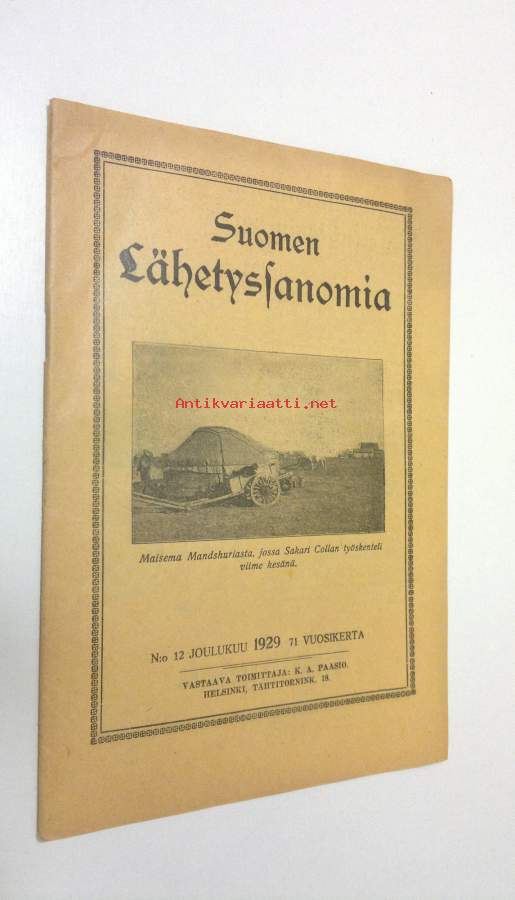 Suomen
Lähetysſanomia
Antikvariaatti.net
Maisema Mandshuriasta, jossa Sakari Collan työskenteli
viime kesänä.
N:o 12 JOULUKUU 1929 71 VUOSIKERTA
VASTAAVA TOIMITTAJA: K. A. PAASIO.
HELSINKI, TÄHTITORNINK. 18.